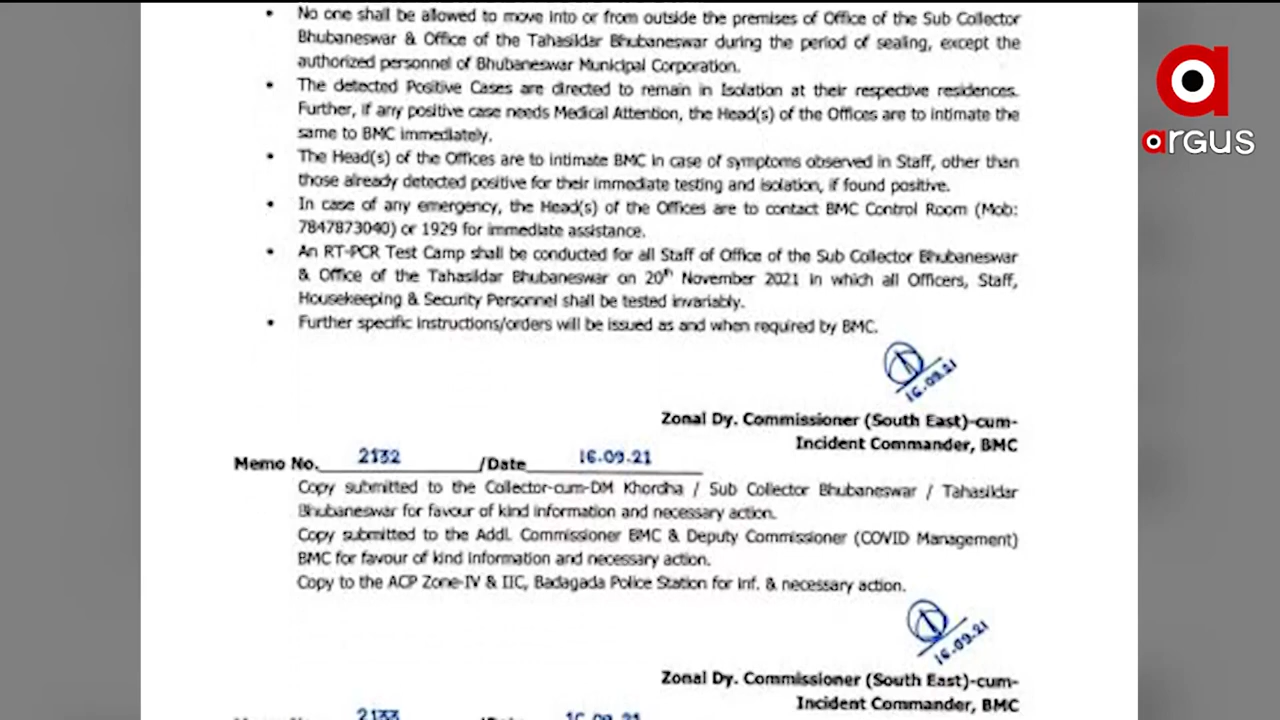 • No one shall be allowed to move into or from outside the premises of Office of the Sub Collector
Bhubaneswar & Office of the Tahasildar Bhubaneswar during the period of sealing, except the
authorized personnel of Bhubaneswar Municipal Corporation.
• The detected Positive Cases are directed to remain in Isolation at their respective residences.
Further, if any positive case needs Medical Attention, the Head(s) of the Offices are to intimate the
same to BMC immediately.
• The Head(s) of the Offices are to intimate BMC in case of symptoms observed in Staff, other than
those already detected positive for their immediate testing and isolation, if found positive.
• In case of any emergency, the Head(s) of the Offices are to contact BMC Control Room (Mob:
7847873040) or 1929 for immediate assistance.
• An RT-PCR Test Camp shall be conducted for all Staff of Office of the Sub Collector Bhubaneswar
& Office of the Tahasildar Bhubaneswar on 20th November 2021 in which all Officers, Staff,
Housekeeping & Security Personnel shall be tested invariably.
• Further specific instructions/orders will be issued as and when required by BMC.
16.09.21
Zonal Dy. Commissioner (South East)-cum-
Incident Commander, BMC
Memo No. 2132 /Date 16.09.21
Copy submitted to the Collector-cum-DM Khordha / Sub Collector Bhubaneswar / Tahasildar
Bhubaneswar for favour of kind information and necessary action.
Copy submitted to the Addl. Commissioner BMC & Deputy Commissioner (COVID Management)
BMC for favour of kind information and necessary action.
Copy to the ACP Zone-IV & IIC, Badagada Police Station for inf. & necessary action.
16.09.21
Zonal Dy. Commissioner (South East)-cum-
Incident Commander, BMC
2133 /Date 16.09.21
argus